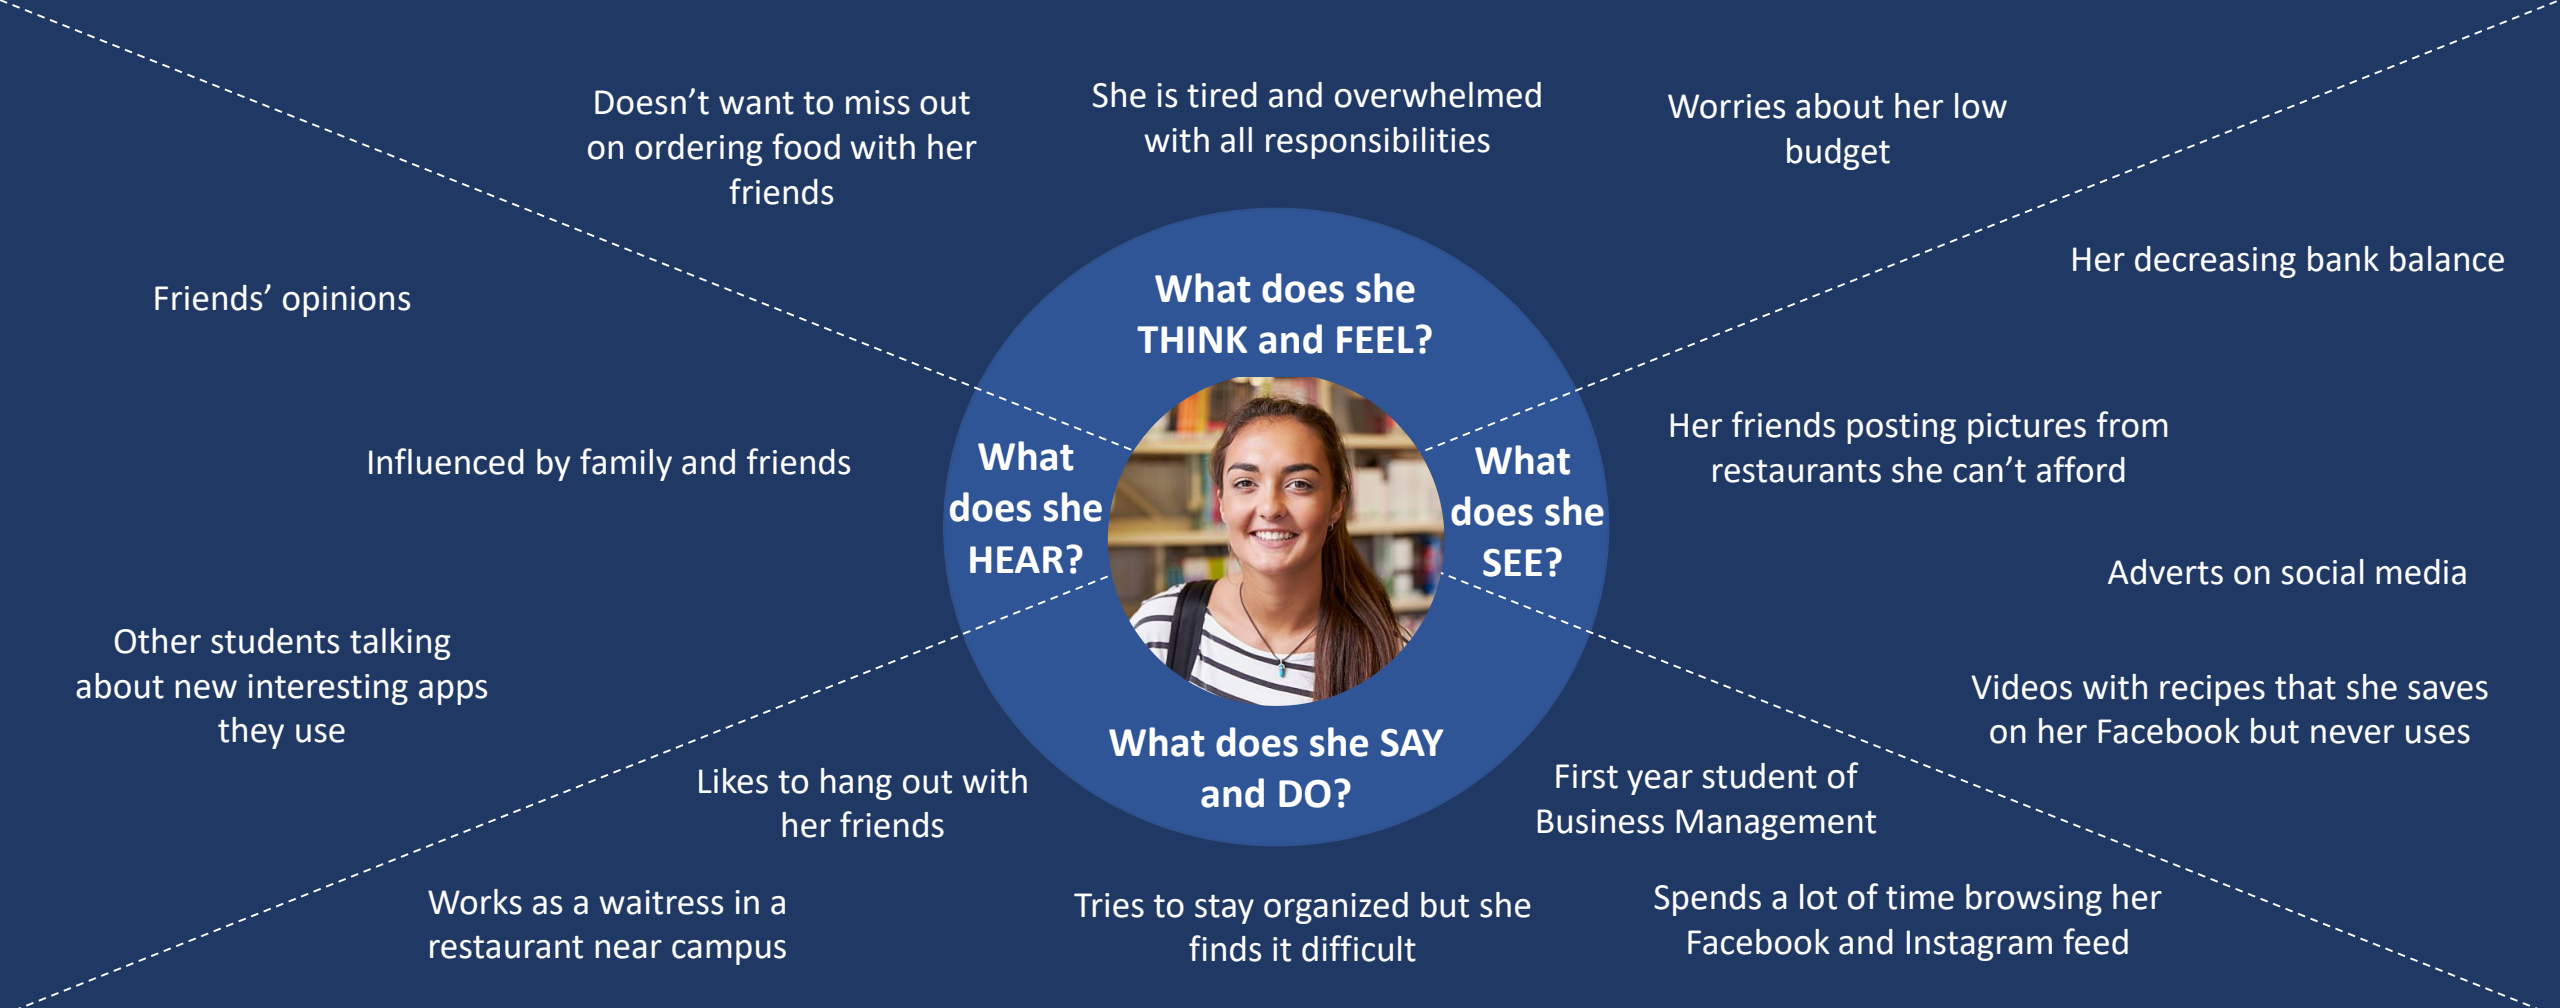 Doesn’t want to miss out
on ordering food with her
friends
She is tired and overwhelmed
with all responsibilities
Worries about her low
budget
What does she
THINK and FEEL?
Friends’ opinions
Influenced by family and friends
Other students talking
about new interesting apps
they use
What
does she
HEAR?
What
does she
SEE?
Her decreasing bank balance
Her friends posting pictures from
restaurants she can’t afford
Adverts on social media
Videos with recipes that she saves
on her Facebook but never uses
What does she SAY
and DO?
Likes to hang out with
her friends
First year student of
Business Management
Works as a waitress in a
restaurant near campus
Tries to stay organized but she
finds it difficult
Spends a lot of time browsing her
Facebook and Instagram feed